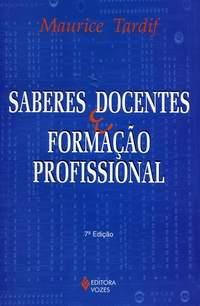 Maurice Tardif
SABERES DOCENTES
&
FORMAÇÃO
PROFISSIONAL
7ª Edição
EDITORA
VOZES